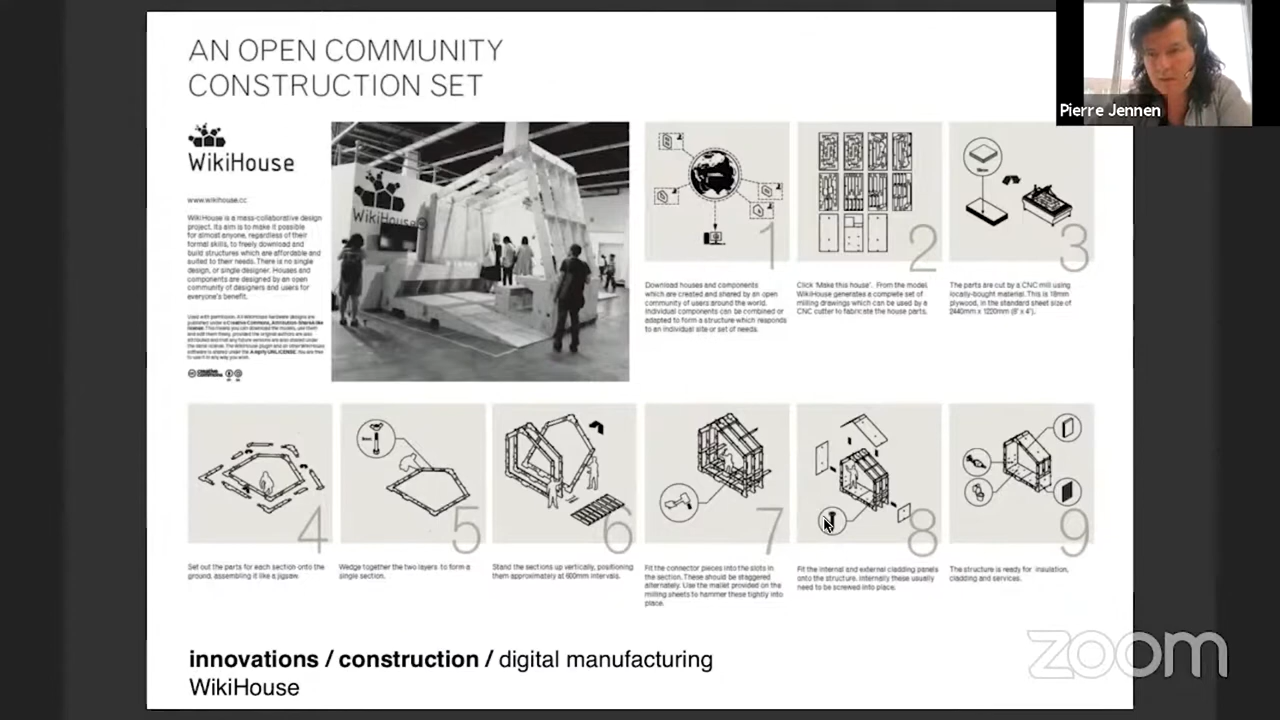 AN OPEN COMMUNITY
CONSTRUCTION SET
Pierre Jennen
WikiHouse
www.wikihouse.cc
WikiHouse is a mass-collaborative design
project. Its aim is to make it possible
for almost anyone, regardless of their
formal skills, to freely download and
build structures which are affordable and
suited to their needs. There is no single
design, or single designer. Houses and
components are designed by an open
community of designers and users for
everyone's benefit.
WikiHouse
1
2
3
Download houses and components
which are created and shared by an open
community of users around the world.
Individual components can be combined or
adapted to form a structure which responds
to an individual site or set of needs.
Click 'Make this house'. From the model,
WikiHouse generates a complete set of
milling drawings which can be used by a
CNC cutter to fabricate the house parts.
The parts are cut by a CNC mill using
locally-bought material. This is 18mm
plywood, in the standard sheet size of
2440mm x 1220mm (8' x 4').
4
5
6
7
8
9
Set out the parts for each section onto the
ground, assembling it like a jigsaw.
Wedge together the two layers to form a
single section.
Stand the sections up vertically, positioning
them approximately at 600mm intervals.
Fit the connector pieces into the slots in
the section. These should be staggered
alternately. Use the mallet provided on the
milling sheets to hammer these tightly into
place.
Fit the internal and external cladding panels
onto the structure. Internally these usually
need to be screwed into place.
The structure is ready for insulation,
cladding and services.
innovations / construction / digital manufacturing
WikiHouse
zoom